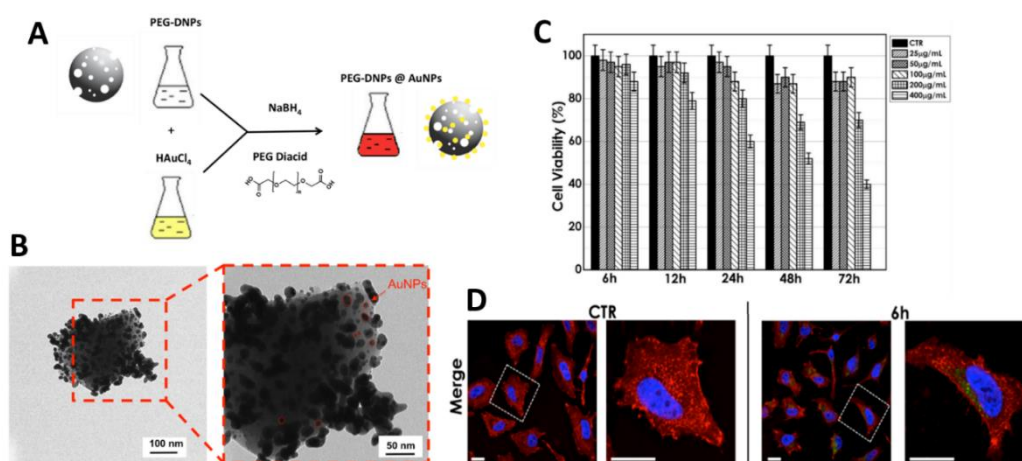 A
PEG-DNPs
+
HAuCl₄
NaBH₄
PEG Diacid
HO
O
O
O
n
O
OH
PEG-DNPs @ AuNPs
B
AuNPs
100 nm
50 nm
C
Cell Viability (%)
100
80
60
40
20
0
6h
12h
24h
48h
72h
CTR
25µg/mL
50µg/mL
100µg/mL
200µg/mL
400µg/mL
D
CTR
6h
Merge